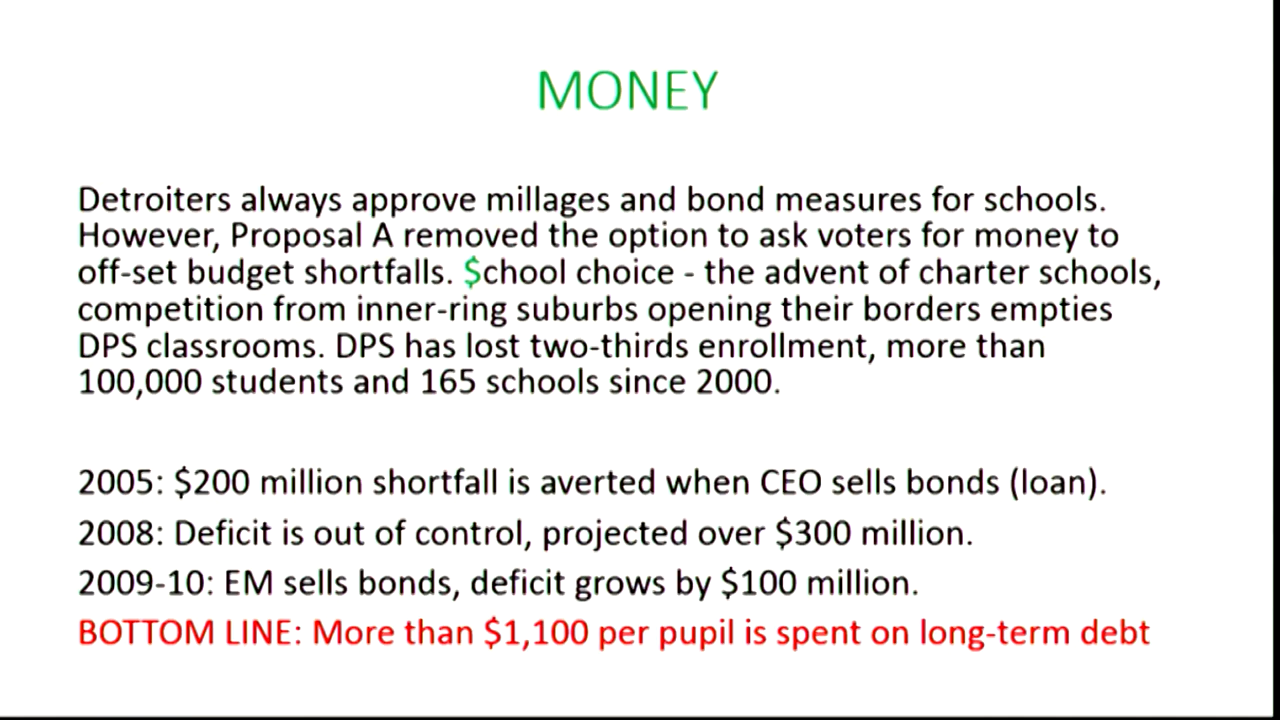 MONEY
Detroiters always approve millages and bond measures for schools.
However, Proposal A removed the option to ask voters for money to
off-set budget shortfalls. $chool choice - the advent of charter schools,
competition from inner-ring suburbs opening their borders empties
DPS classrooms. DPS has lost two-thirds enrollment, more than
100,000 students and 165 schools since 2000.
2005: $200 million shortfall is averted when CEO sells bonds (loan).
2008: Deficit is out of control, projected over $300 million.
2009-10: EM sells bonds, deficit grows by $100 million.
BOTTOM LINE: More than $1,100 per pupil is spent on long-term debt